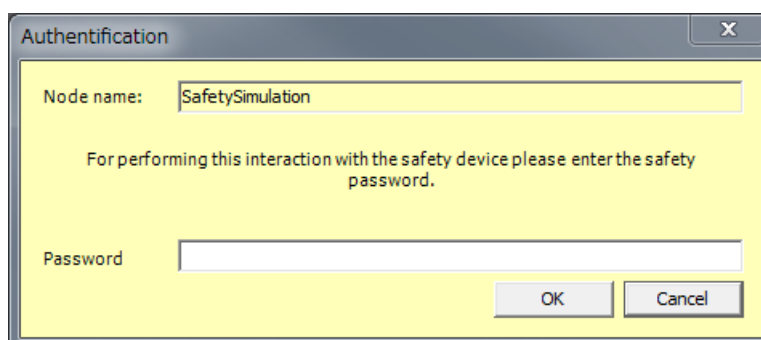 Authentification
Node name: SafetySimulation
For performing this interaction with the safety device please enter the safety
password.
Password
OK Cancel